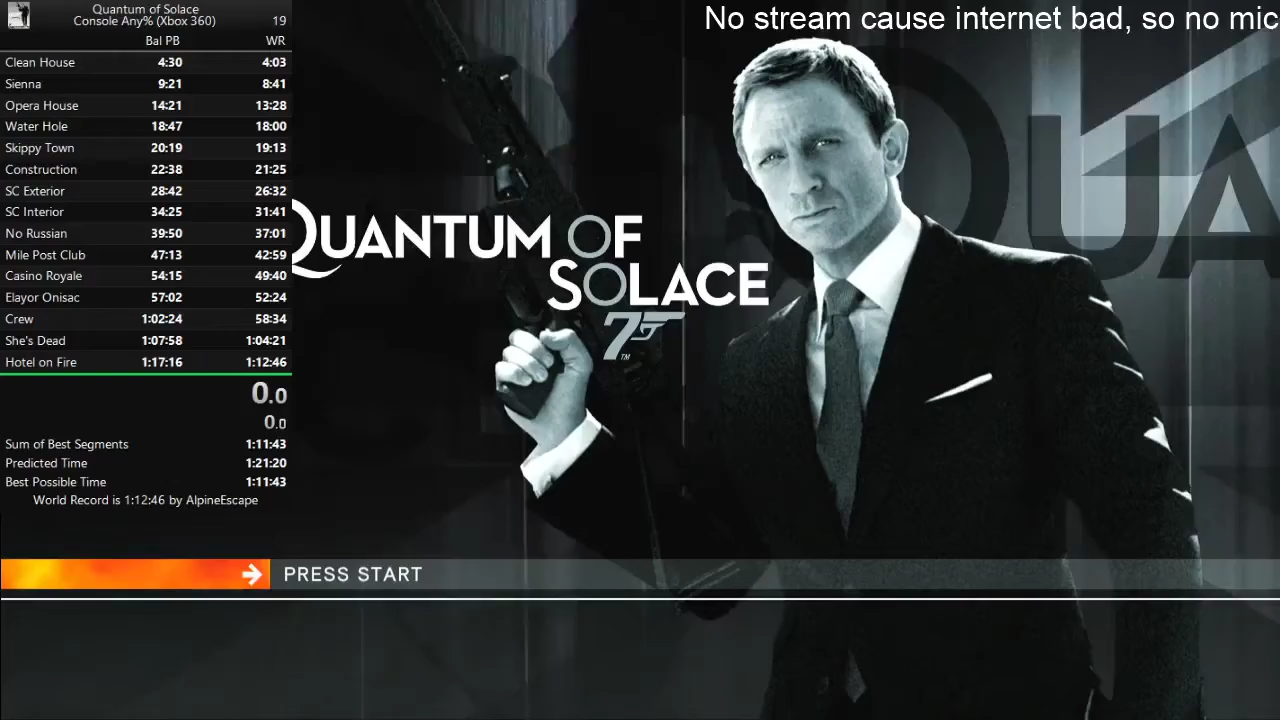 Quantum of Solace
Console Any% (Xbox 360) 19
Bal PB WR
Clean House 4:30 4:03
Sienna 9:21 8:41
Opera House 14:21 13:28
Water Hole 18:47 18:00
Skippy Town 20:19 19:13
Construction 22:38 21:25
SC Exterior 28:42 26:32
SC Interior 34:25 31:41
No Russian 39:50 37:01
Mile Post Club 47:13 42:59
Casino Royale 54:15 49:40
Elayor Onisac 57:02 52:24
Crew 1:02:24 58:34
She's Dead 1:07:58 1:04:21
Hotel on Fire 1:17:16 1:12:46
0.0
0.0
Sum of Best Segments 1:11:43
Predicted Time 1:21:20
Best Possible Time 1:11:43
World Record is 1:12:46 by AlpineEscape
No stream cause internet bad, so no mic
QUA
QUANTUM OF
SOLACE
7
TM
PRESS START